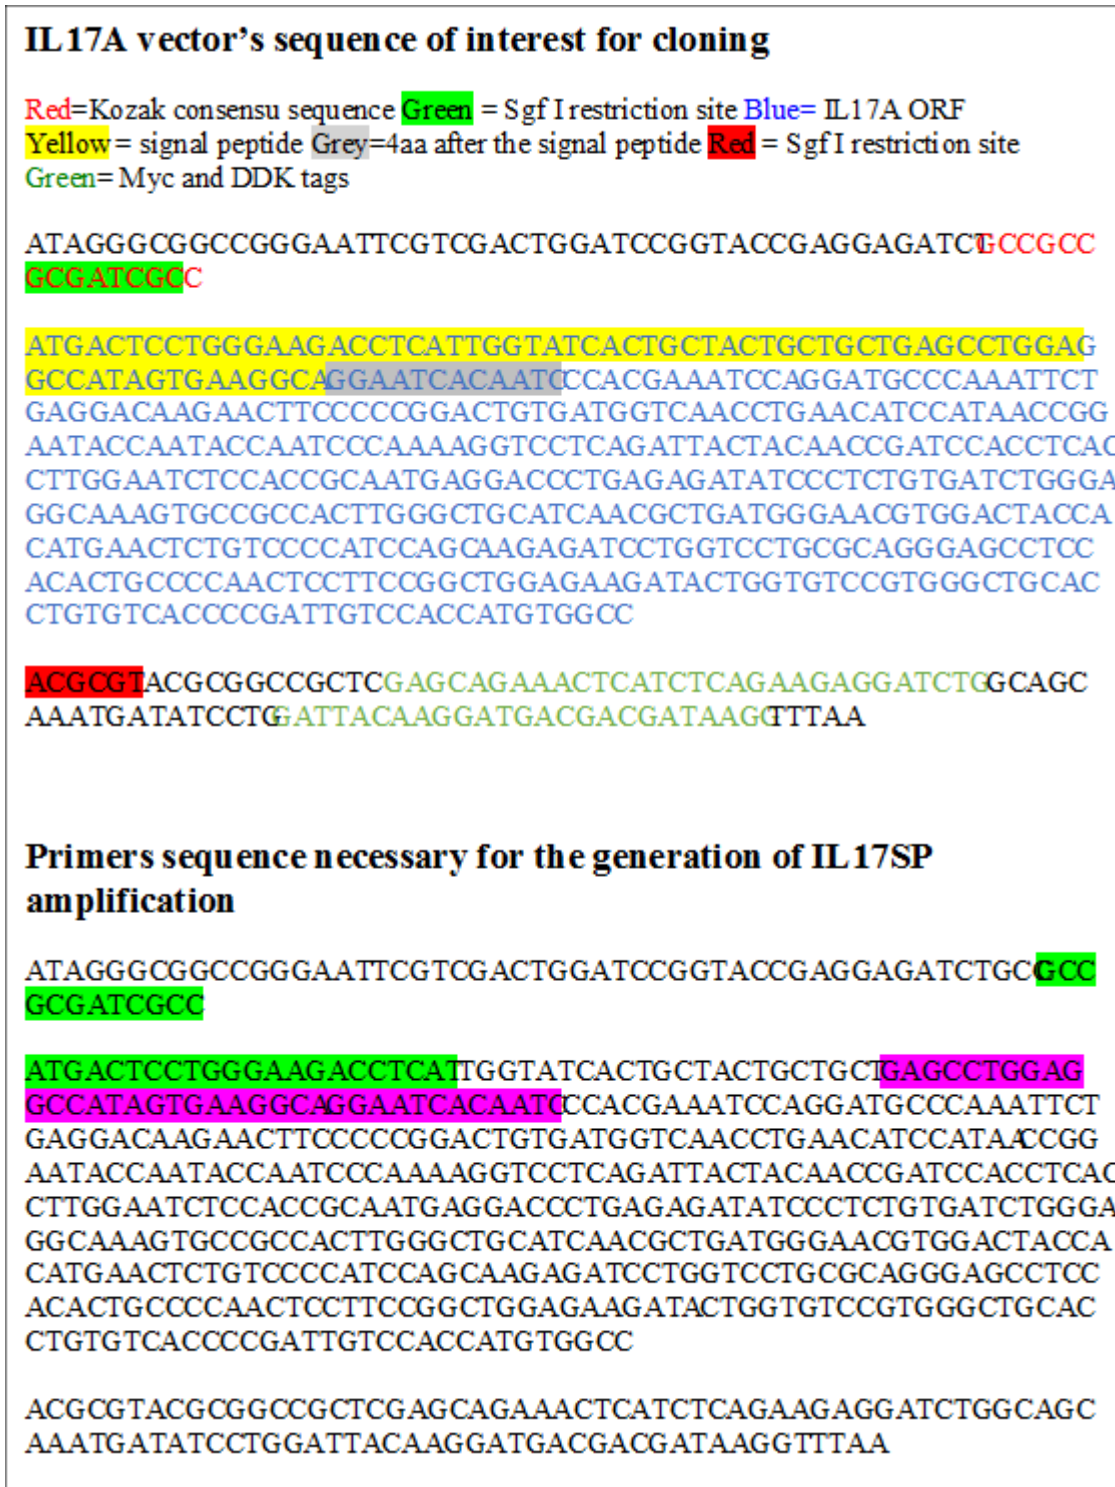 IL17A vector's sequence of interest for cloning
Red=Kozak consensu sequence Green = Sgf I restriction site Blue= IL17A ORF
Yellow = signal peptide Grey=4aa after the signal peptide Red = Sgf I restriction site
Green= Myc and DDK tags
ATAGGGCGGCCGGGAATTCGTCGACTGGATCCGGTACCGAGGAGATCTGCCGCC
GCGATCGCC
ATGACTCCTGGGAAGACCTCATTGGTATCACTGCTACTGCTGCTGAGCCTGGAG
GCCATAGTGAAGGCAGGAATCACAATCCCACGAAATCCAGGATGCCCAAATTCT
GAGGACAAGAACTTCCCCCGGACTGTGATGGTCAACCTGAACATCCATAACCGG
AATACCAATACCAATCCCAAAAGGTCCTCAGATTACTACAACCGATCCACCTCAC
CTTGGAATCTCCACCGCAATGAGGACCCTGAGAGATATCCCTCTGTGATCTGGGA
GGCAAAGTGCCGCCACTTGGGCTGCATCAACGCTGATGGGAACGTGGACTACCA
CATGAACTCTGTCCCCATCCAGCAAGAGATCCTGGTCCTGCGCAGGGAGCCTCC
ACACTGCCCCAACTCCTTCCGGCTGGAGAAGATACTGGTGTCCGTGGGCTGCAC
CTGTGTCACCCCGATTGTCCACCATGTGGCC
ACGCGTACGCGGCCGCTCGAGCAGAAACTCATCTCAGAAGAGGATCTGGCAGC
AAATGATATCCTGGATTACAAGGATGACGACGATAAGGTTTAA
Primers sequence necessary for the generation of IL17SP
amplification
ATAGGGCGGCCGGGAATTCGTCGACTGGATCCGGTACCGAGGAGATCTGCCGCC
GCGATCGCC
ATGACTCCTGGGAAGACCTCATTGGTATCACTGCTACTGCTGCTGAGCCTGGAG
GCCATAGTGAAGGCAGGAATCACAATCCCACGAAATCCAGGATGCCCAAATTCT
GAGGACAAGAACTTCCCCCGGACTGTGATGGTCAACCTGAACATCCATAACCGG
AATACCAATACCAATCCCAAAAGGTCCTCAGATTACTACAACCGATCCACCTCAC
CTTGGAATCTCCACCGCAATGAGGACCCTGAGAGATATCCCTCTGTGATCTGGGA
GGCAAAGTGCCGCCACTTGGGCTGCATCAACGCTGATGGGAACGTGGACTACCA
CATGAACTCTGTCCCCATCCAGCAAGAGATCCTGGTCCTGCGCAGGGAGCCTCC
ACACTGCCCCAACTCCTTCCGGCTGGAGAAGATACTGGTGTCCGTGGGCTGCAC
CTGTGTCACCCCGATTGTCCACCATGTGGCC
ACGCGTACGCGGCCGCTCGAGCAGAAACTCATCTCAGAAGAGGATCTGGCAGC
AAATGATATCCTGGATTACAAGGATGACGACGATAAGGTTTAA